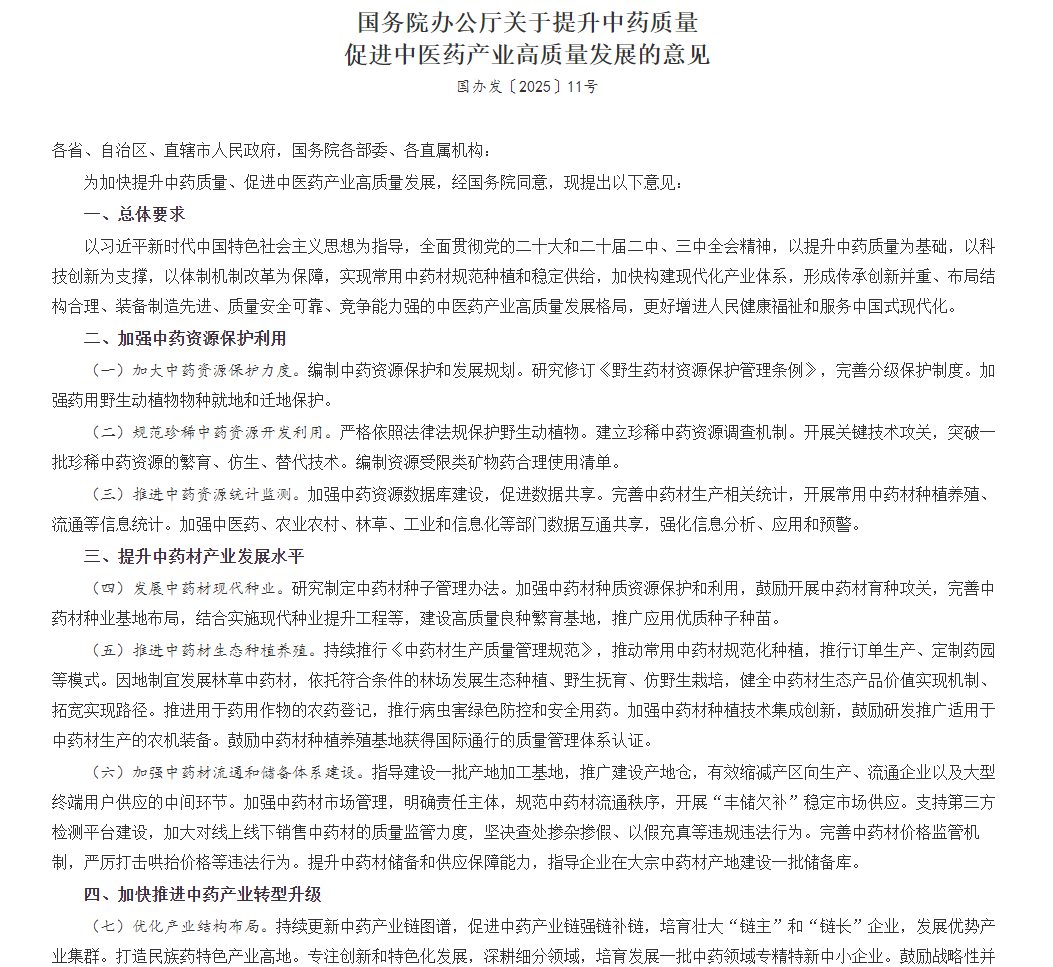 国务院办公厅关于提升中药质量
促进中医药产业高质量发展的意见
国办发〔2025〕11号
各省、自治区、直辖市人民政府，国务院各部委、各直属机构：
为加快提升中药质量、促进中医药产业高质量发展，经国务院同意，现提出以下意见：
一、总体要求
以习近平新时代中国特色社会主义思想为指导，全面贯彻党的二十大和二十届二中、三中全会精神，以提升中药质量为基础，以科
技创新为支撑，以体制机制改革为保障，实现常用中药材规范种植和稳定供给，加快构建现代化产业体系，形成传承创新并重、布局结
构合理、装备制造先进、质量安全可靠、竞争能力强的中医药产业高质量发展格局，更好增进人民健康福祉和服务中国式现代化。
二、加强中药资源保护利用
（一）加大中药资源保护力度。编制中药资源保护和发展规划。研究修订《野生药材资源保护管理条例》，完善分级保护制度。加
强药用野生动植物物种就地和迁地保护。
（二）规范珍稀中药资源开发利用。严格依照法律法规保护野生动植物。建立珍稀中药资源调查机制。开展关键技术攻关，突破一
批珍稀中药资源的繁育、仿生、替代技术。编制资源受限类矿物药合理使用清单。
（三）推进中药资源统计监测。加强中药资源数据库建设，促进数据共享。完善中药材生产相关统计，开展常用中药材种植养殖、
流通等信息统计。加强中医药、农业农村、林草、工业和信息化等部门数据互通共享，强化信息分析、应用和预警。
三、提升中药材产业发展水平
（四）发展中药材现代种业。研究制定中药材种子管理办法。加强中药材种质资源保护和利用，鼓励开展中药材育种攻关，完善中
药材种业基地布局，结合实施现代种业提升工程等，建设高质量良种繁育基地，推广应用优质种子种苗。
（五）推进中药材生态种植养殖。持续推行《中药材生产质量管理规范》，推动常用中药材规范化种植，推行订单生产、定制药园
等模式。因地制宜发展林草中药材，依托符合条件的林场发展生态种植、野生抚育、仿野生栽培，健全中药材生态产品价值实现机制、
拓宽实现路径。推进用于药用作物的农药登记，推行病虫害绿色防控和安全用药。加强中药材种植技术集成创新，鼓励研发推广适用于
中药材生产的农机装备。鼓励中药材种植养殖基地获得国际通行的质量管理体系认证。
（六）加强中药材流通和储备体系建设。指导建设一批产地加工基地，推广建设产地仓，有效缩减产区向生产、流通企业以及大型
终端用户供应的中间环节。加强中药材市场管理，明确责任主体，规范中药材流通秩序，开展“丰储欠补”稳定市场供应。支持第三方
检测平台建设，加大对线上线下销售中药材的质量监管力度，坚决查处掺杂掺假、以假充真等违规违法行为。完善中药材价格监管机
制，严厉打击哄抬价格等违法行为。提升中药材储备和供应保障能力，指导企业在大宗中药材产地建设一批储备库。
四、加快推进中药产业转型升级
（七）优化产业结构布局。持续更新中药产业链图谱，促进中药产业链强链补链，培育壮大“链主”和“链长”企业，发展优势产
业集群。打造民族药特色产业高地。专注创新和特色化发展，深耕细分领域，培育发展一批中药领域专精特新中小企业。鼓励战略性并